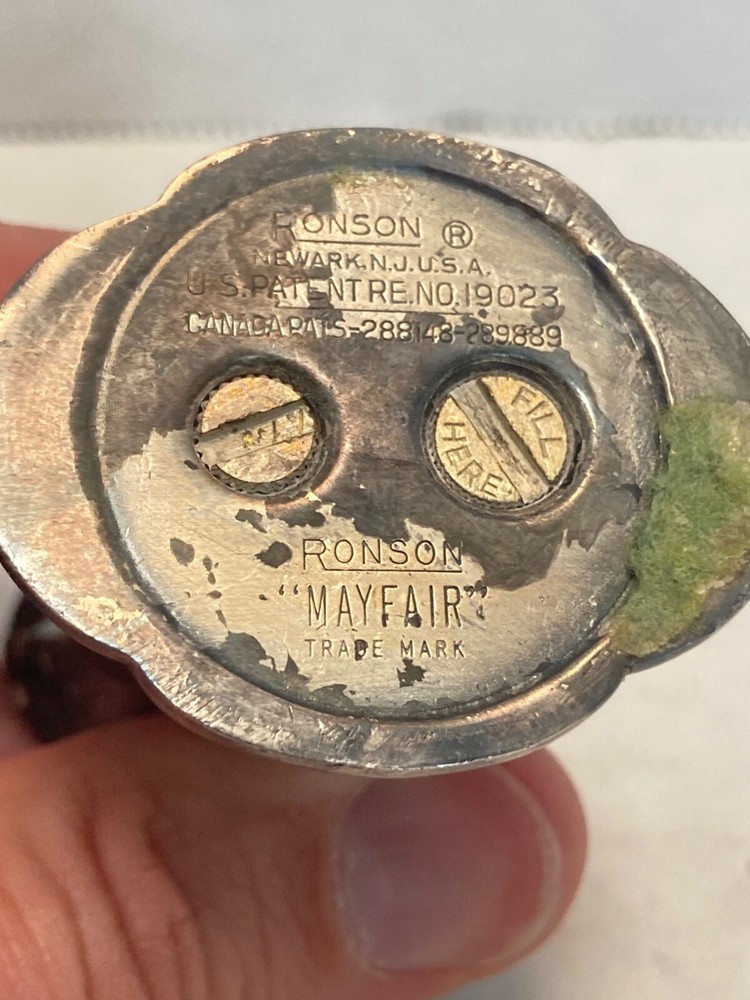 RONSON ®
NEWARK.N.J.U.S.A.
U.S.PATENT RE.NO.19023
CANADA PATS-288148-289889
FILL
HERE
RONSON
"MAYFAIR"
TRADE MARK